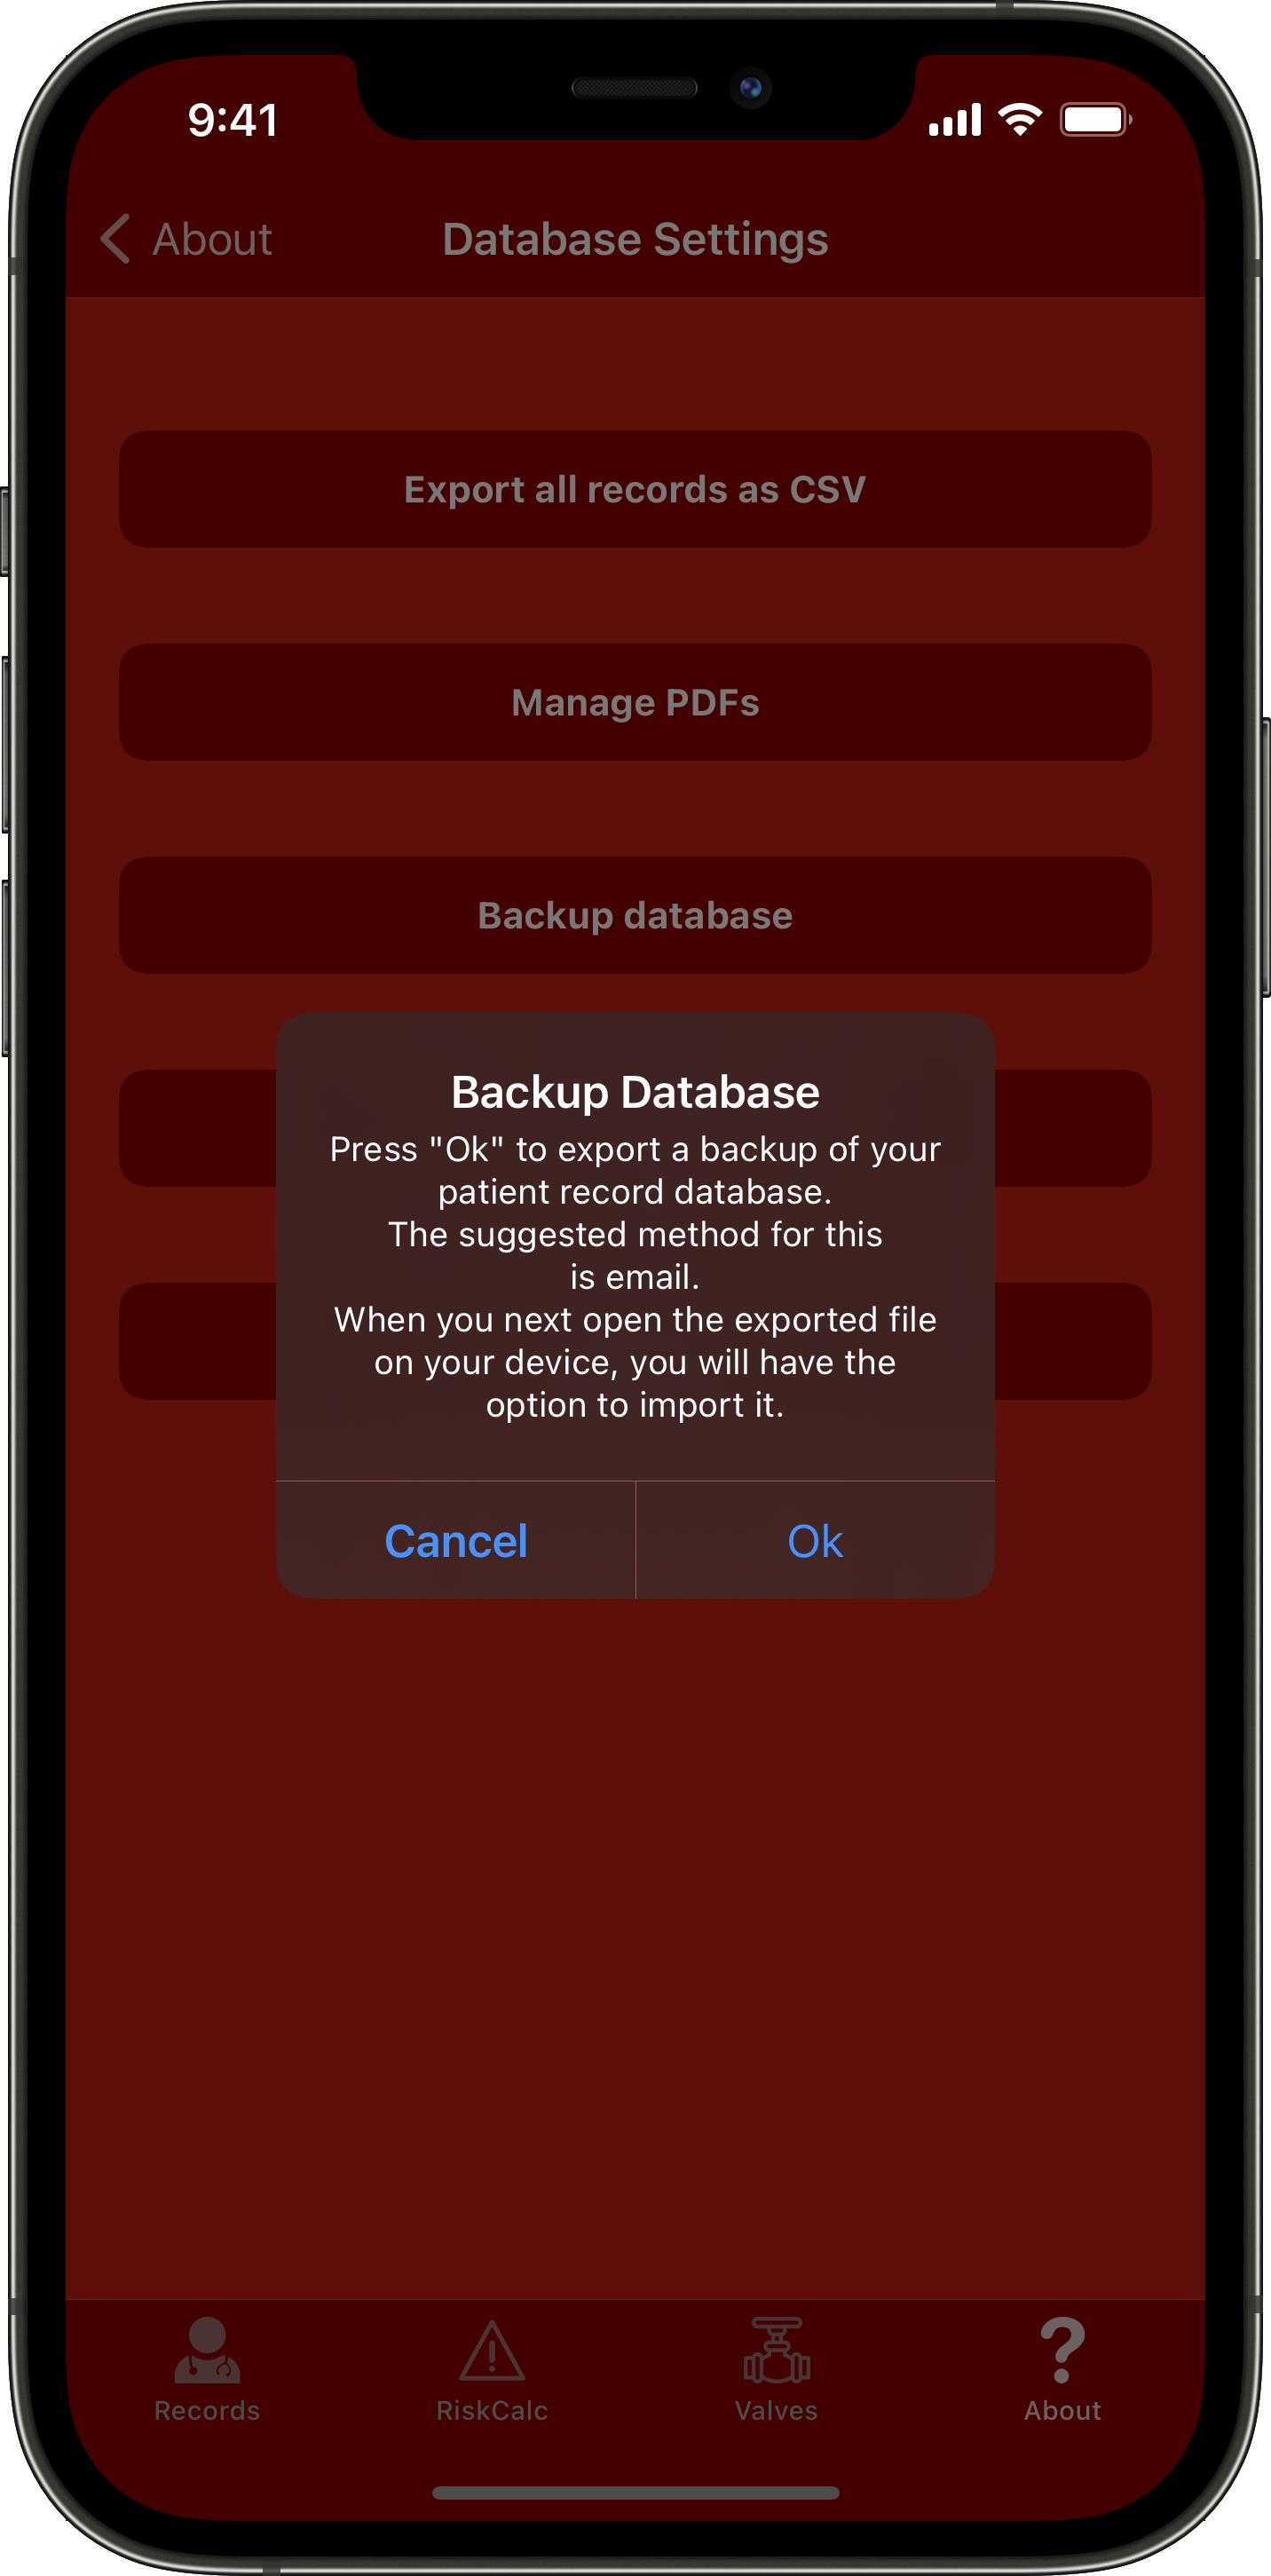 9:41
About
Database Settings
Export all records as CSV
Manage PDFs
Backup database
Backup Database
Press "Ok" to export a backup of your
patient record database.
The suggested method for this
is email.
When you next open the exported file
on your device, you will have the
option to import it.
Cancel
Ok
Records
RiskCalc
Valves
About